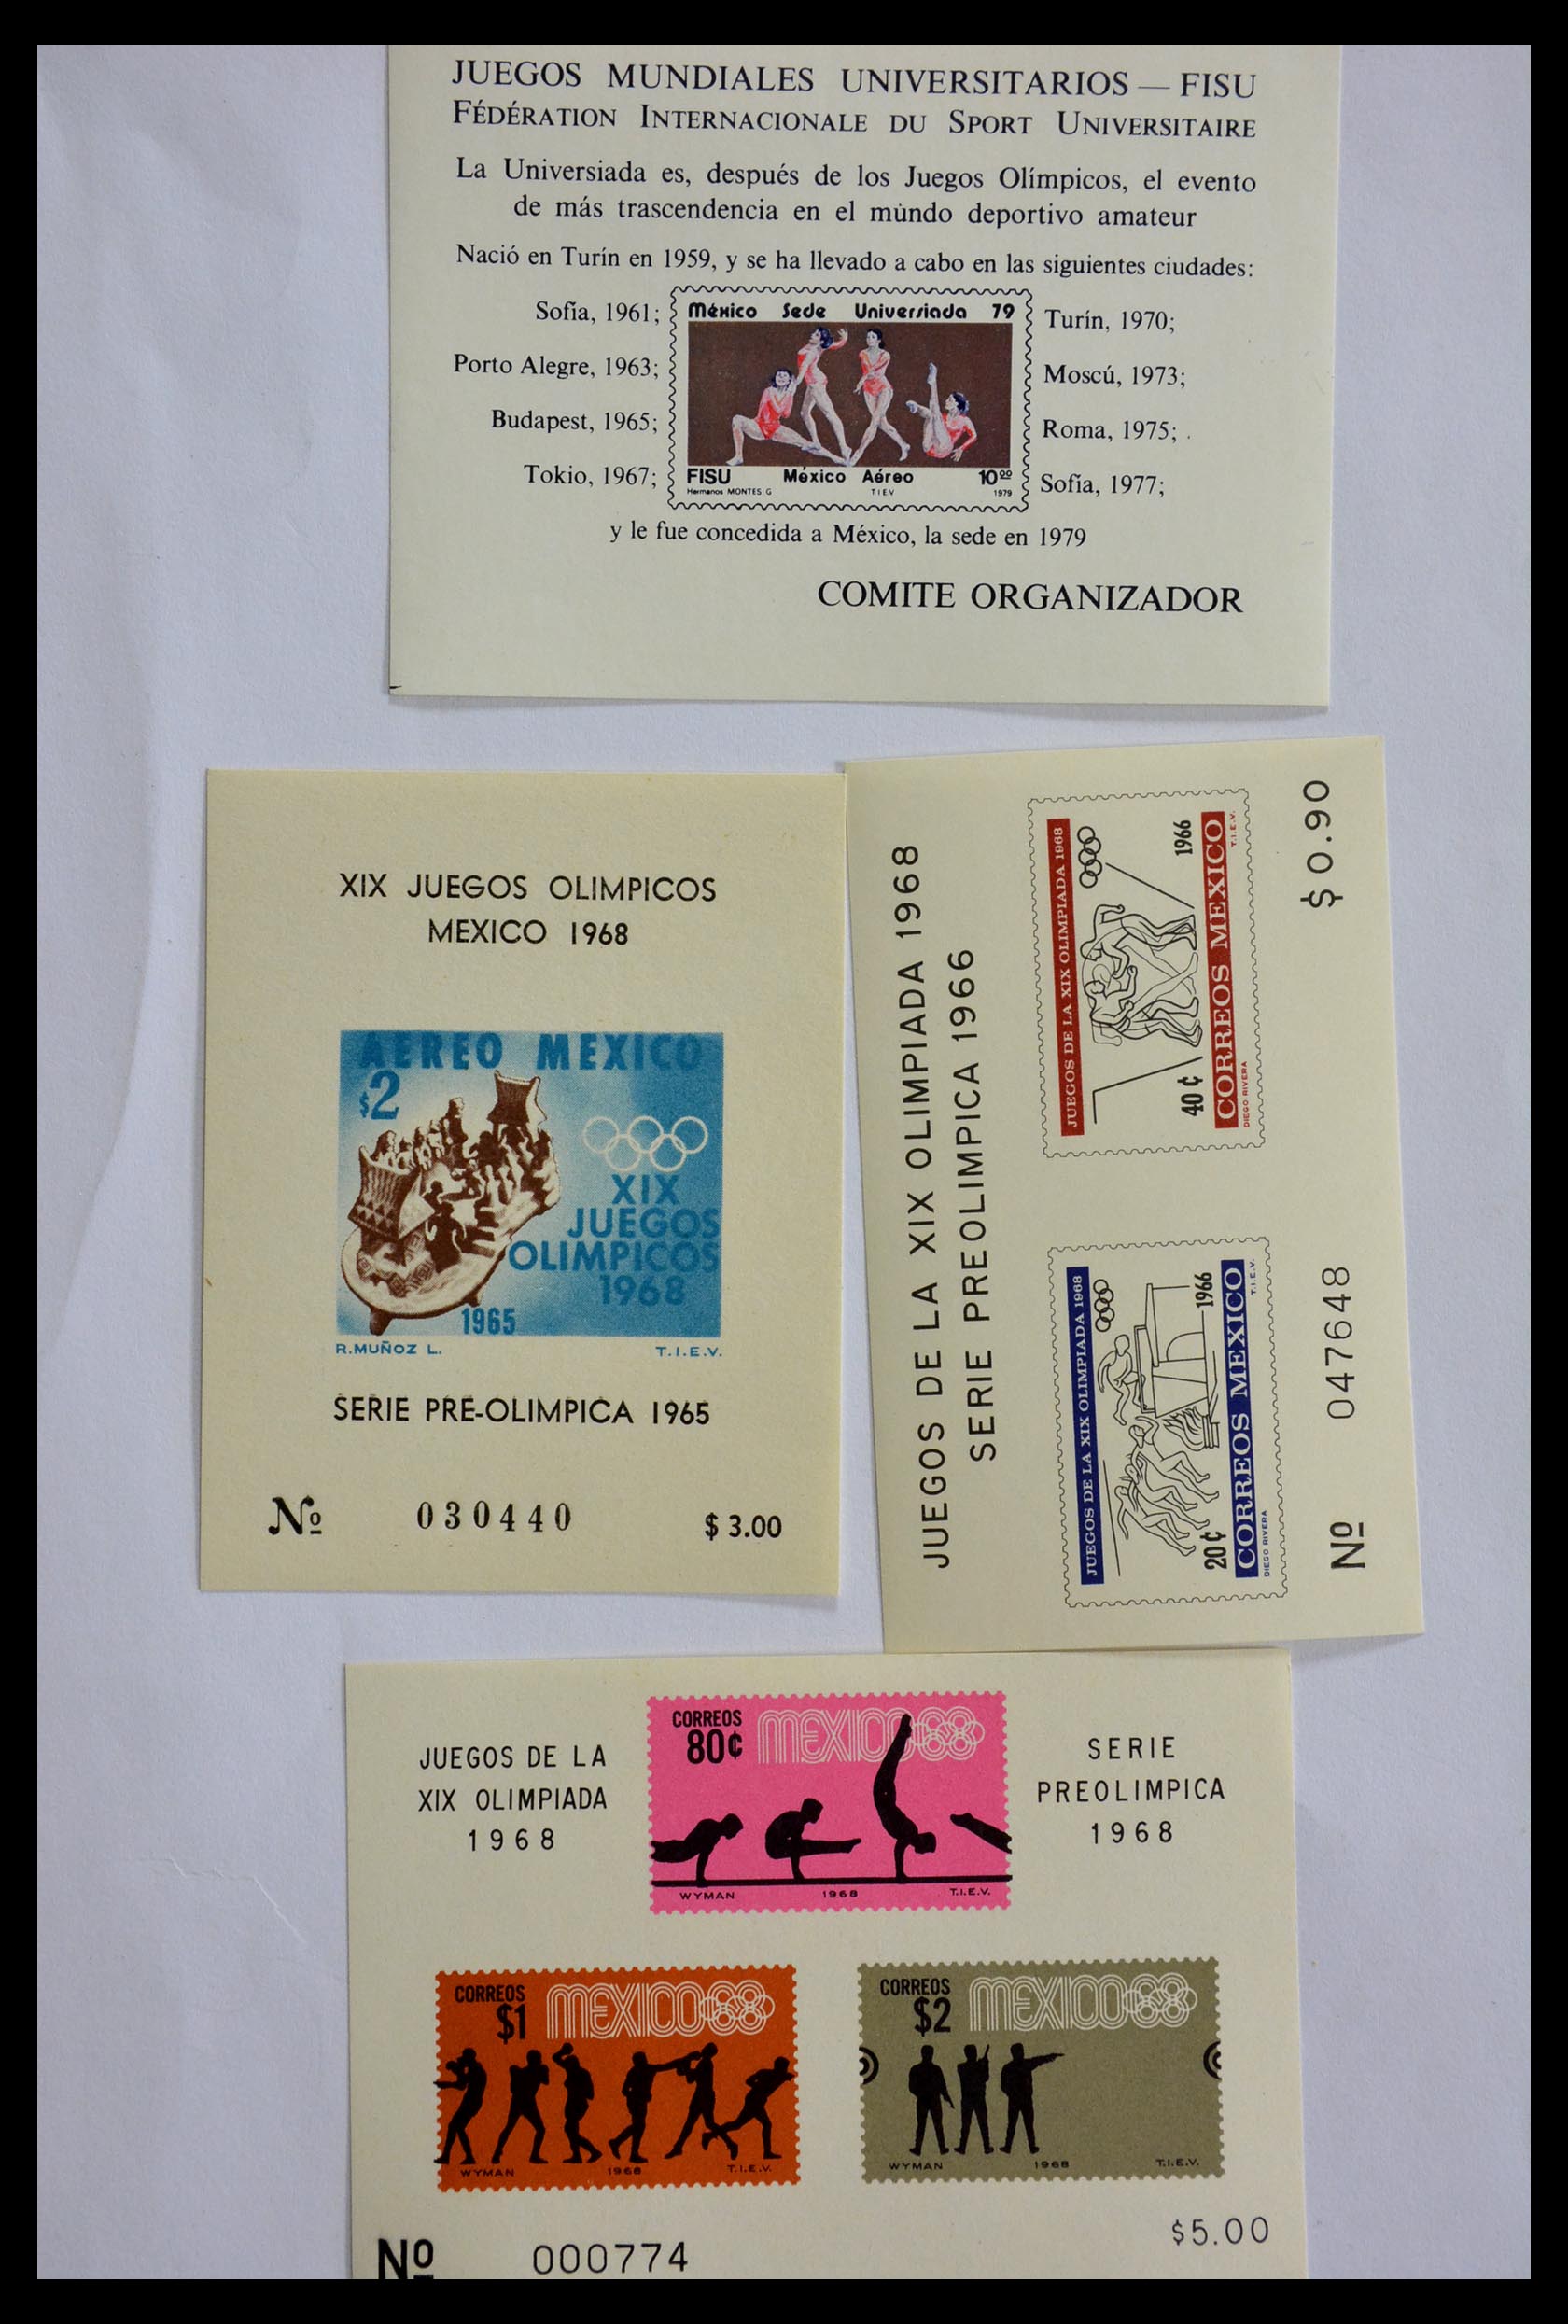 JUEGOS MUNDIALES UNIVERSITARIOS — FISU
FÉDÉRATION INTERNACIONALE DU SPORT UNIVERSITAIRE
La Universiada es, después de los Juegos Olímpicos, el evento
de más trascendencia en el mundo deportivo amateur
Nació en Turín en 1959, y se ha llevado a cabo en las siguientes ciudades:
Sofía, 1961;
Porto Alegre, 1963;
Budapest, 1965;
Tokio, 1967;
México Sede Universiada 79
FISU México Aéreo 10.00
Hermanos MONTES G TIEV 1979
Turín, 1970;
Moscú, 1973;
Roma, 1975;
Sofía, 1977;
y le fue concedida a México, la sede en 1979
COMITE ORGANIZADOR
XIX JUEGOS OLIMPICOS
MEXICO 1968
AEREO MEXICO
$2
XIX
JUEGOS
OLIMPICOS
1968
1965
R.MUÑOZ L. T.I.E.V.
SERIE PRE-OLIMPICA 1965
Nº 030440 $ 3.00
JUEGOS DE LA XIX OLIMPIADA 1968
SERIE PREOLIMPICA 1966
JUEGOS DE LA XIX OLIMPIADA 1968
20 ¢ 1966
CORREOS MEXICO
DIEGO RIVERA T.I.E.V.
JUEGOS DE LA XIX OLIMPIADA 1968
40 ¢ 1966
CORREOS MEXICO
DIEGO RIVERA T.I.E.V.
Nº 047648 $ 0.90
JUEGOS DE LA
XIX OLIMPIADA
1968
CORREOS
80¢
MEXICO68
WYMAN 1968 T.I.E.V.
SERIE
PREOLIMPICA
1968
CORREOS
$1
MEXICO68
WYMAN 1968 T.I.E.V.
CORREOS
$2
MEXICO68
WYMAN 1968 T.I.E.V.
Nº 000774 $5.00